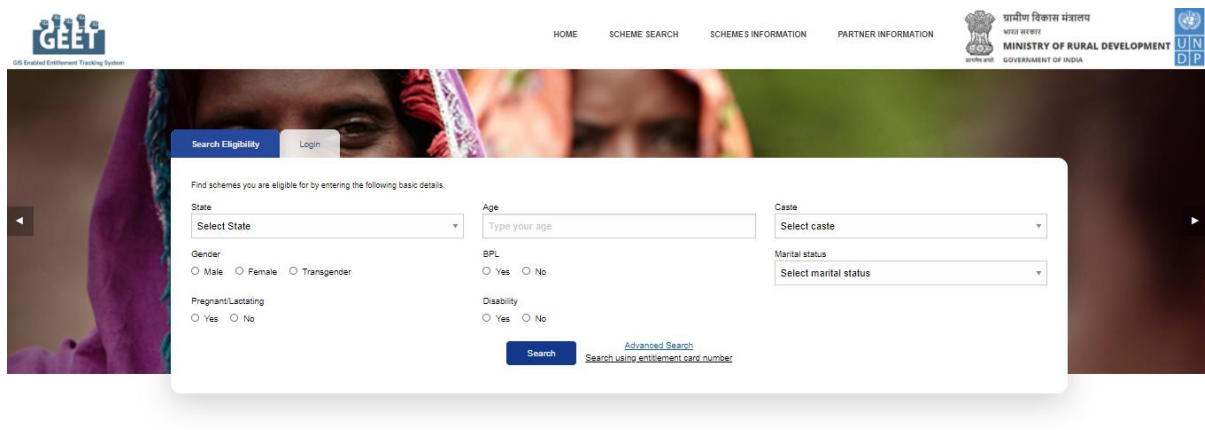 GEET
GIS Enabled Entitlement Tracking System
HOME SCHEME SEARCH SCHEMES INFORMATION PARTNER INFORMATION
ग्रामीण विकास मंत्रालय
भारत सरकार
MINISTRY OF RURAL DEVELOPMENT
GOVERNMENT OF INDIA
सत्यमेव जयते
U N
D P
Search Eligibility Login
Find schemes you are eligible for by entering the following basic details.
State Age Caste
Select State Type your age Select caste
Gender BPL Marital status
Male Female Transgender Yes No Select marital status
Pregnant/Lactating Disability
Yes No Yes No
Search Advanced Search
Search using entitlement card number